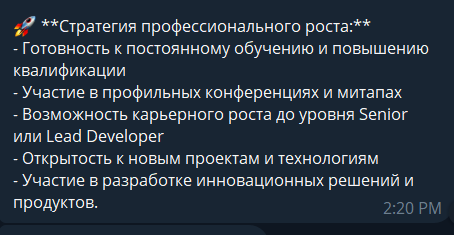 🚀 **Стратегия профессионального роста:**
- Готовность к постоянному обучению и повышению
квалификации
- Участие в профильных конференциях и митапах
- Возможность карьерного роста до уровня Senior
или Lead Developer
- Открытость к новым проектам и технологиям
- Участие в разработке инновационных решений и
продуктов.
2:20 PM